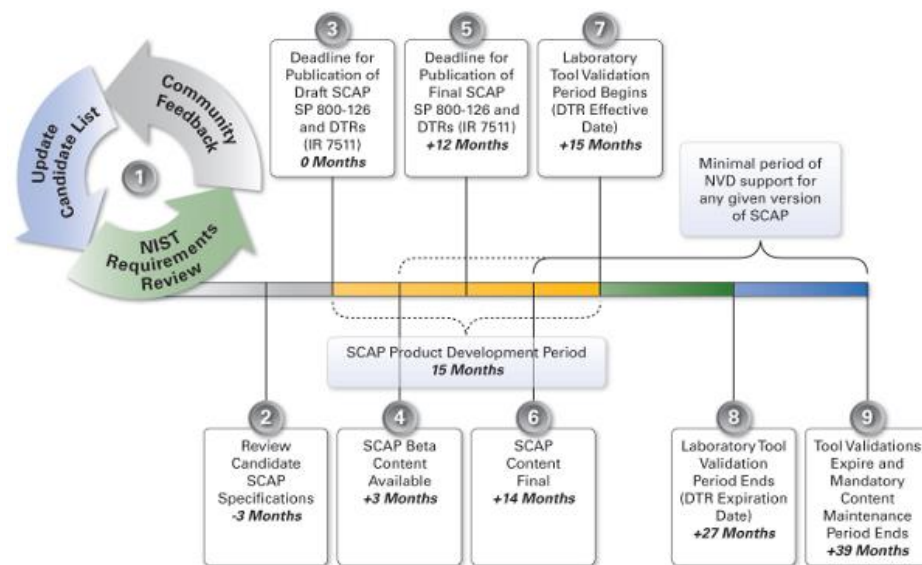 Update
Candidate List
Community
Feedback
1
NIST
Requirements
Review
3
Deadline for
Publication of
Draft SCAP
SP 800-126
and DTRs
(IR 7511)
0 Months
5
Deadline for
Publication of
Final SCAP
SP 800-126 and
DTRs (IR 7511)
+12 Months
7
Laboratory
Tool Validation
Period Begins
(DTR Effective
Date)
+15 Months
Minimal period of
NVD support for
any given version
of SCAP
SCAP Product Development Period
15 Months
2
Review
Candidate
SCAP
Specifications
-3 Months
4
SCAP Beta
Content
Available
+3 Months
6
SCAP
Content
Final
+14 Months
8
Laboratory Tool
Validation
Period Ends
(DTR Expiration
Date)
+27 Months
9
Tool Validations
Expire and
Mandatory
Content
Maintenance
Period Ends
+39 Months